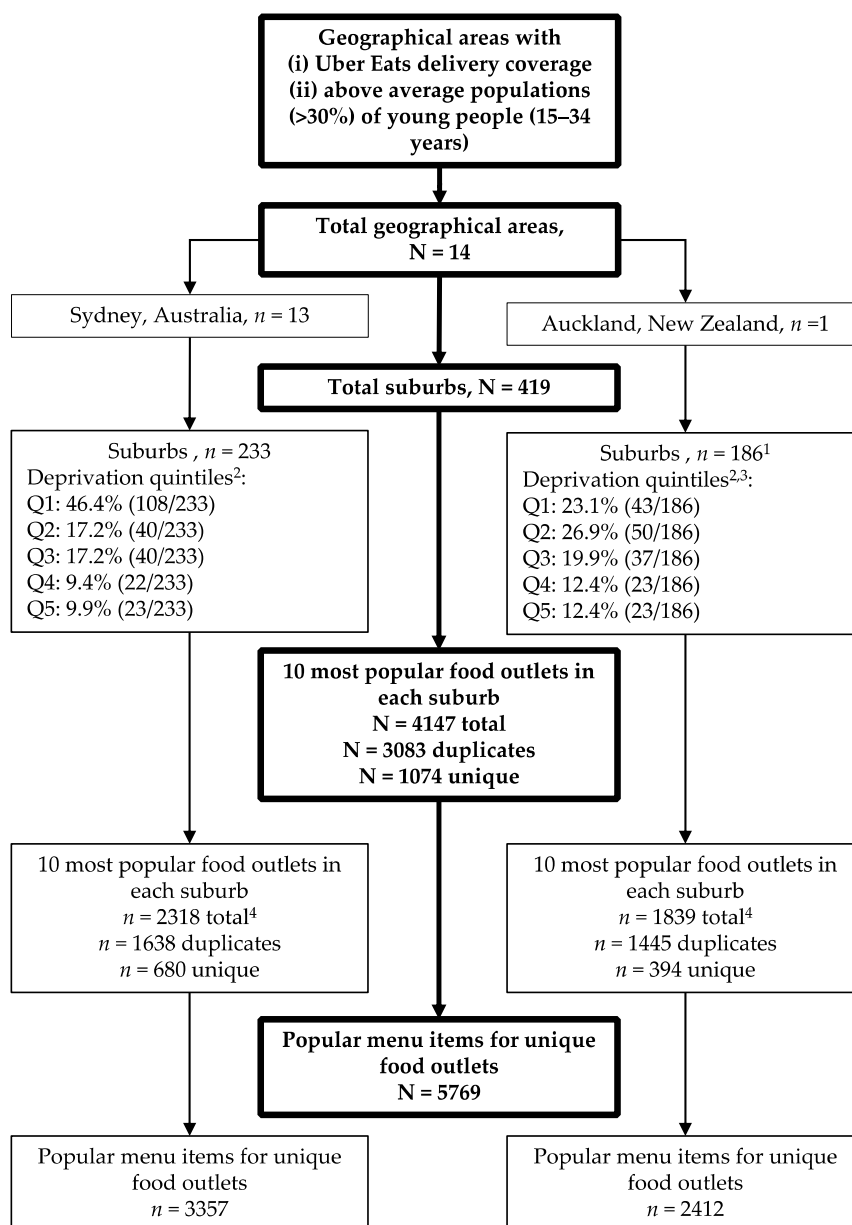 Geographical areas with
(i) Uber Eats delivery coverage
(ii) above average populations
(>30%) of young people (15–34
years)
Total geographical areas,
N = 14
Sydney, Australia, n = 13
Auckland, New Zealand, n =1
Total suburbs, N = 419
Suburbs , n = 233
Deprivation quintiles²:
Q1: 46.4% (108/233)
Q2: 17.2% (40/233)
Q3: 17.2% (40/233)
Q4: 9.4% (22/233)
Q5: 9.9% (23/233)
Suburbs , n = 186¹
Deprivation quintiles²,³:
Q1: 23.1% (43/186)
Q2: 26.9% (50/186)
Q3: 19.9% (37/186)
Q4: 12.4% (23/186)
Q5: 12.4% (23/186)
10 most popular food outlets in
each suburb
N = 4147 total
N = 3083 duplicates
N = 1074 unique
10 most popular food outlets in
each suburb
n = 2318 total⁴
n = 1638 duplicates
n = 680 unique
10 most popular food outlets in
each suburb
n = 1839 total⁴
n = 1445 duplicates
n = 394 unique
Popular menu items for unique
food outlets
N = 5769
Popular menu items for unique
food outlets
n = 3357
Popular menu items for unique
food outlets
n = 2412